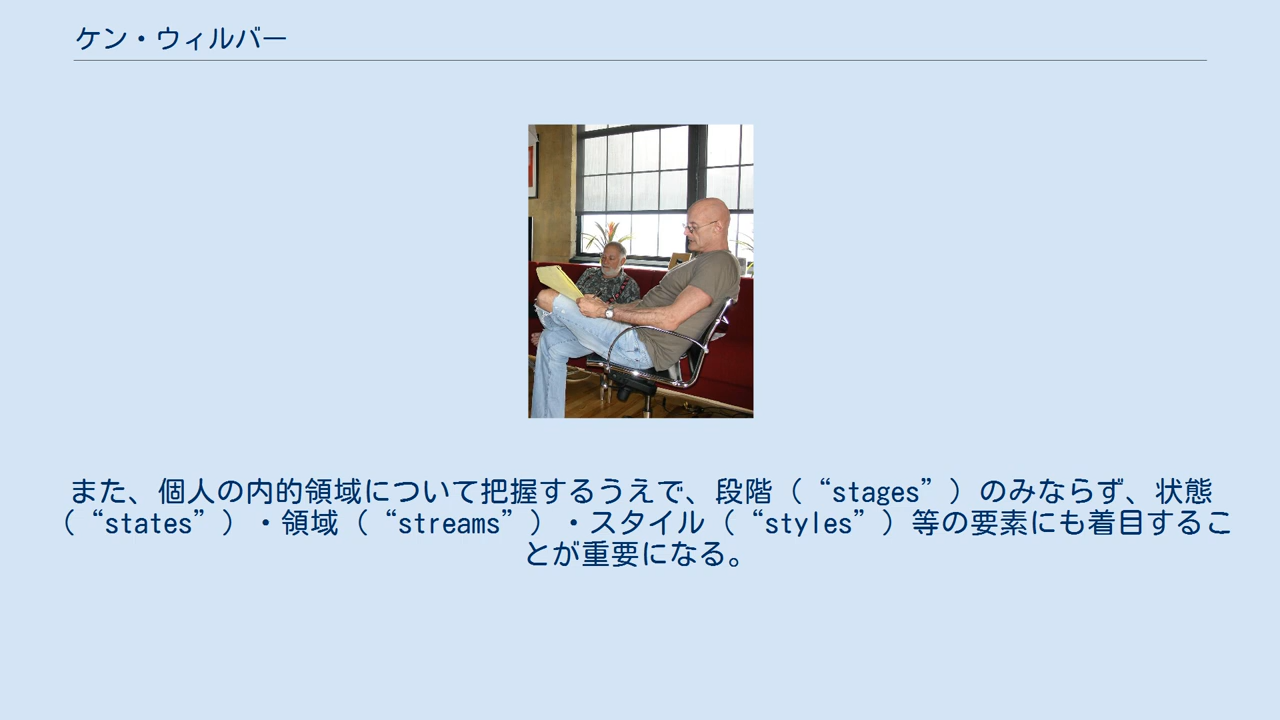 ケン・ウィルバー
また、個人の内的領域について把握するうえで、段階（“stages”）のみならず、状態
（“states”）・領域（“streams”）・スタイル（“styles”）等の要素にも着目するこ
とが重要になる。